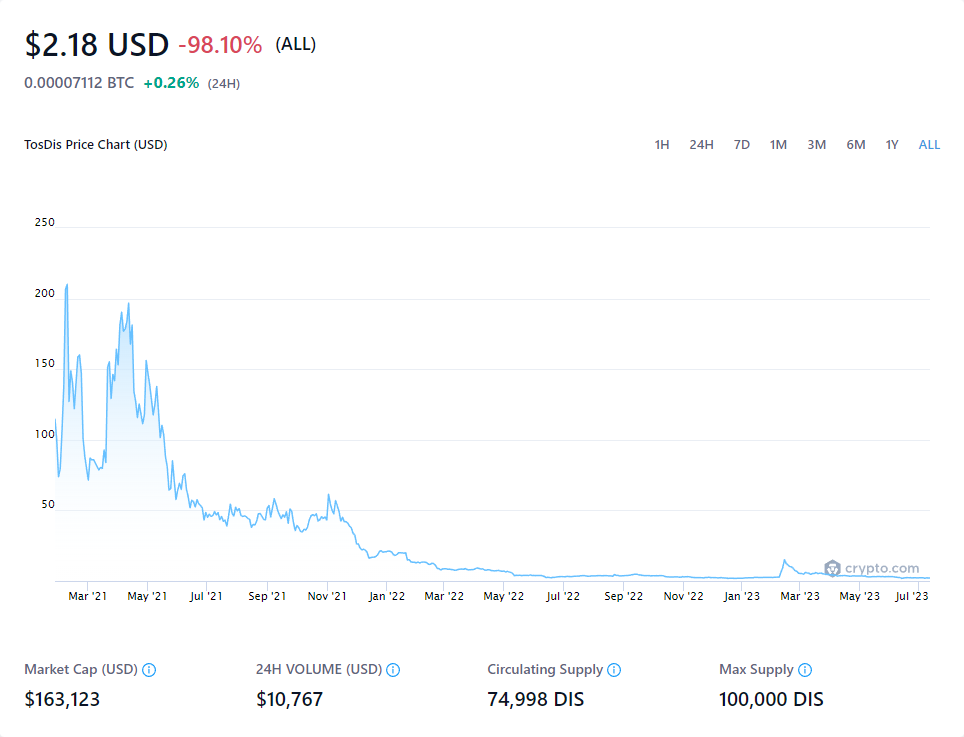 $2.18 USD -98.10% (ALL)
0.00007112 BTC +0.26% (24H)
TosDis Price Chart (USD) 1H 24H 7D 1M 3M 6M 1Y ALL
250
200
150
100
50
crypto.com
Mar '21 May '21 Jul '21 Sep '21 Nov '21 Jan '22 Mar '22 May '22 Jul '22 Sep '22 Nov '22 Jan '23 Mar '23 May '23 Jul '23
Market Cap (USD) 24H VOLUME (USD) Circulating Supply Max Supply
$163,123 $10,767 74,998 DIS 100,000 DIS